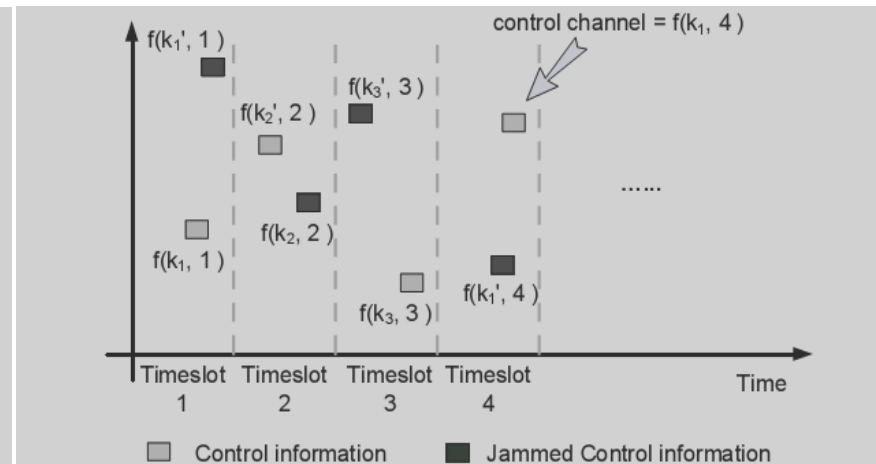 control channel = f(k₁, 4 )
f(k₁', 1 )
f(k₃', 3 )
f(k₂', 2 )
......
f(k₂, 2 )
f(k₁, 1 )
f(k₁', 4 )
f(k₃, 3 )
Timeslot Timeslot Timeslot Timeslot
1 2 3 4
Time
Control information
Jammed Control information